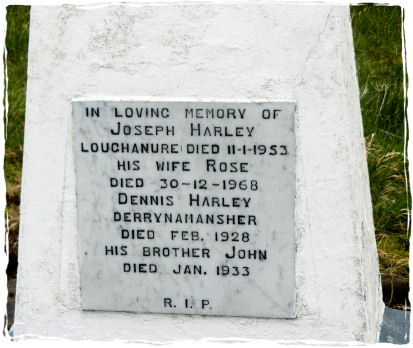 IN LOVING MEMORY OF
JOSEPH HARLEY
LOUGHANURE DIED 11-1-1953
HIS WIFE ROSE
DIED 30-12-1968
DENNIS HARLEY
DERRYNAMANSHER
DIED FEB. 1928
HIS BROTHER JOHN
DIED JAN. 1933
R. I. P.